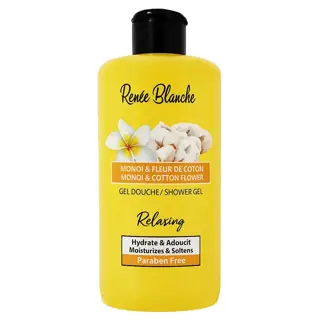 Renée Blanche
MONOI & FLEUR DE COTON
MONOI & COTTON FLOWER
GEL DOUCHE / SHOWER GEL
Relaxing
Hydrate & Adoucit
Moisturizes & Softens
Paraben Free